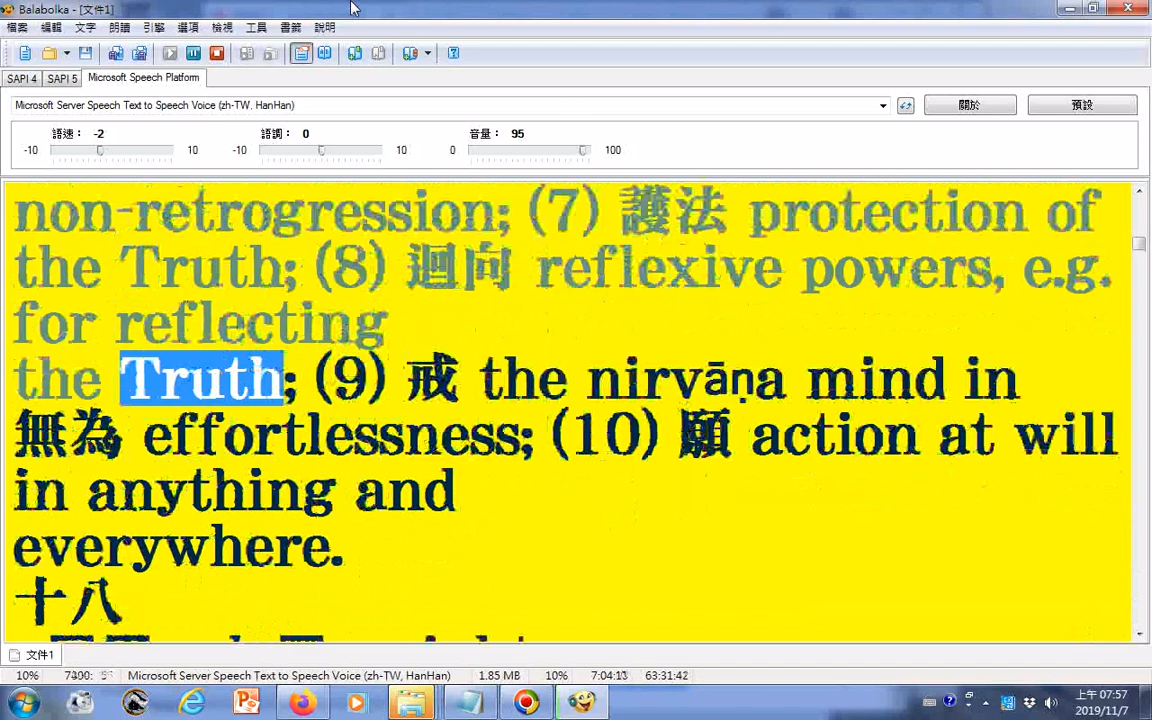 Balabolka - [文件1]
檔案 編輯 文字 朗讀 引擎 選項 檢視 工具 書籤 說明
SAPI 4 SAPI 5 Microsoft Speech Platform
Microsoft Server Speech Text to Speech Voice (zh-TW, HanHan) 關於 預設
語速： -2 語調： 0 音量： 95
-10 10 -10 10 0 100
non-retrogression; (7) 護法 protection of
the Truth; (8) 迴向 reflexive powers, e.g.
for reflecting
the Truth; (9) 戒 the nirvāṇa mind in
無為 effortlessness; (10) 願 action at will
in anything and
everywhere.
十八
文件1
10% Microsoft Server Speech Text to Speech Voice (zh-TW, HanHan) 1.85 MB 10% 63:31:42
上午 07:57
2019/11/7